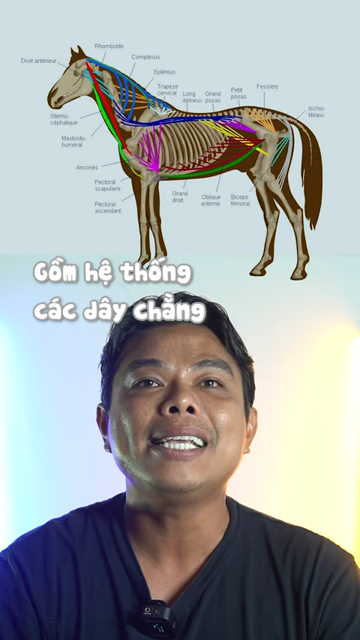 Rhomboïde
Droit antérieur
Complexus
Splénius
Trapèze
cervical
Long
épineux
Grand
psoas
Petit
psoas
Fessiers
Ischio-
tibiaux
Sterno-
céphalique
Mastoïdo-
huméral
Anconés
Pectoral
scapulaire
Pectoral
ascendant
Grand
droit
Oblique
externe
Biceps
fémoral
Gồm hệ thống
các dây chằng